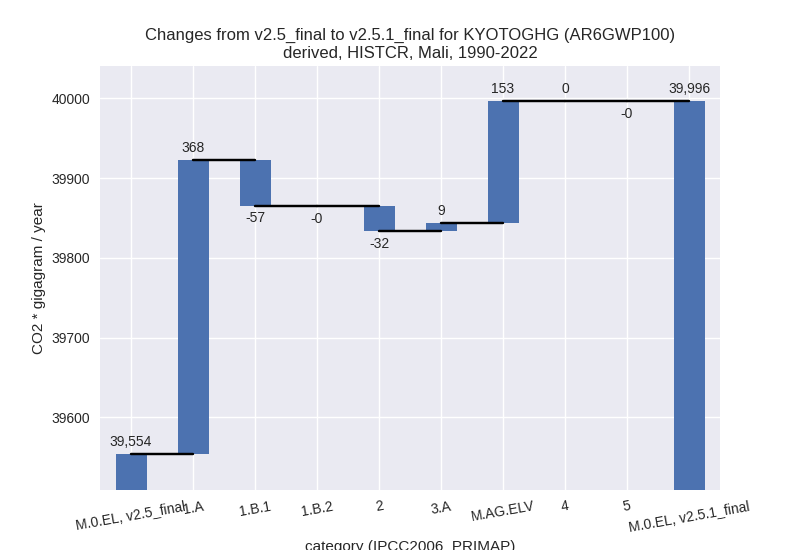 Changes from v2.5_final to v2.5.1_final for KYOTOGHG (AR6GWP100)
derived, HISTCR, Mali, 1990-2022
CO2 * gigagram / year
40000
39900
39800
39700
39600
39,554
368
-57
-0
-32
9
153
0
-0
39,996
M.0.EL, v2.5_final
1.A
1.B.1
1.B.2
2
3.A
M.AG.ELV
4
5
M.0.EL, v2.5.1_final
category (IPCC2006_PRIMAP)